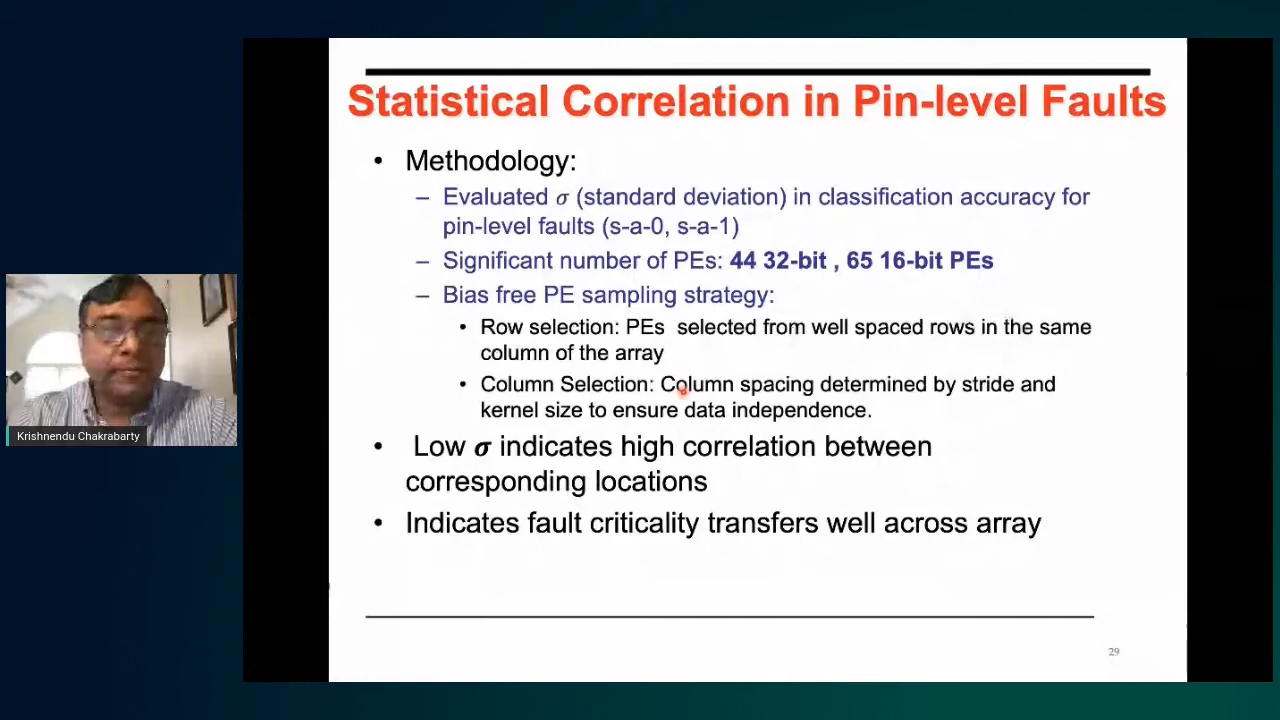 Statistical Correlation in Pin-level Faults
• Methodology:
– Evaluated σ (standard deviation) in classification accuracy for
pin-level faults (s-a-0, s-a-1)
– Significant number of PEs: 44 32-bit , 65 16-bit PEs
– Bias free PE sampling strategy:
• Row selection: PEs selected from well spaced rows in the same
column of the array
• Column Selection: Column spacing determined by stride and
kernel size to ensure data independence.
• Low σ indicates high correlation between
corresponding locations
• Indicates fault criticality transfers well across array
29
Krishnendu Chakrabarty